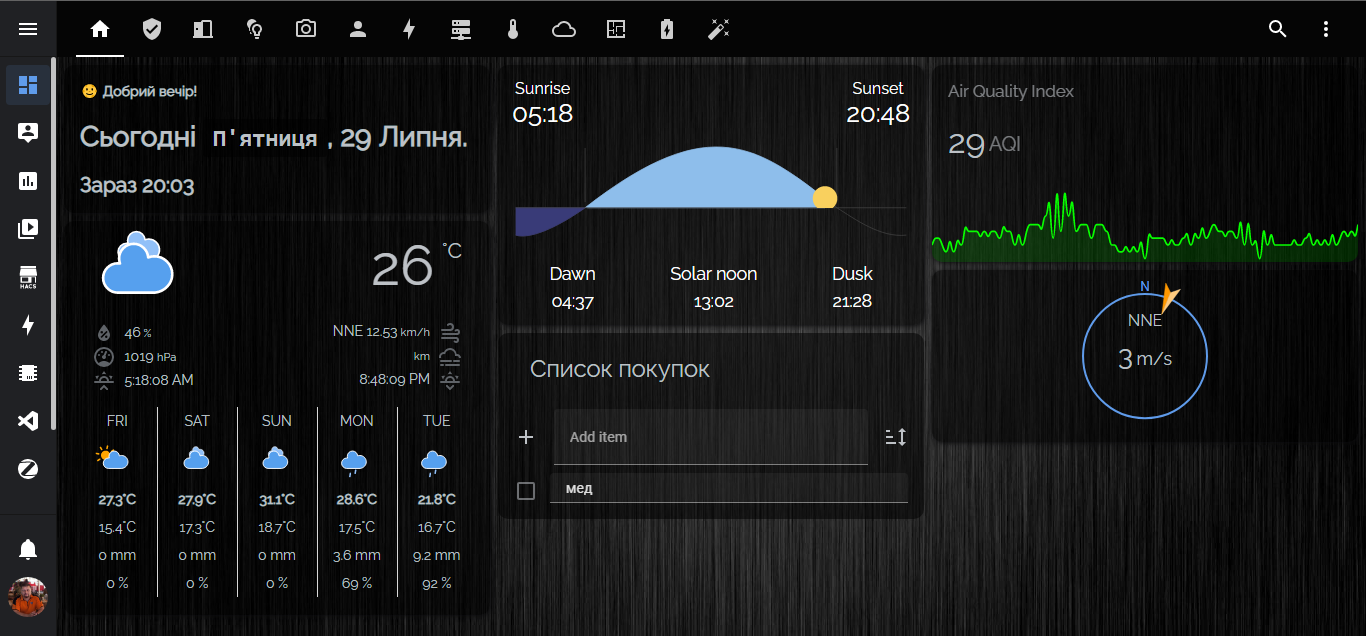 Добрий вечір!
Сьогодні П'ятниця , 29 Липня.
Зараз 20:03
26 °C
46 %
1019 hPa
5:18:08 AM
NNE 12.53 km/h
km
8:48:09 PM
FRI SAT SUN MON TUE
27.3°C 27.9°C 31.1°C 28.6°C 21.8°C
15.4°C 17.3°C 18.7°C 17.5°C 16.7°C
0 mm 0 mm 0 mm 3.6 mm 9.2 mm
0 % 0 % 0 % 69 % 92 %
Sunrise Sunset
05:18 20:48
Dawn Solar noon Dusk
04:37 13:02 21:28
Список покупок
Add item
мед
Air Quality Index
29 AQI
N
NNE
3 m/s
HACS